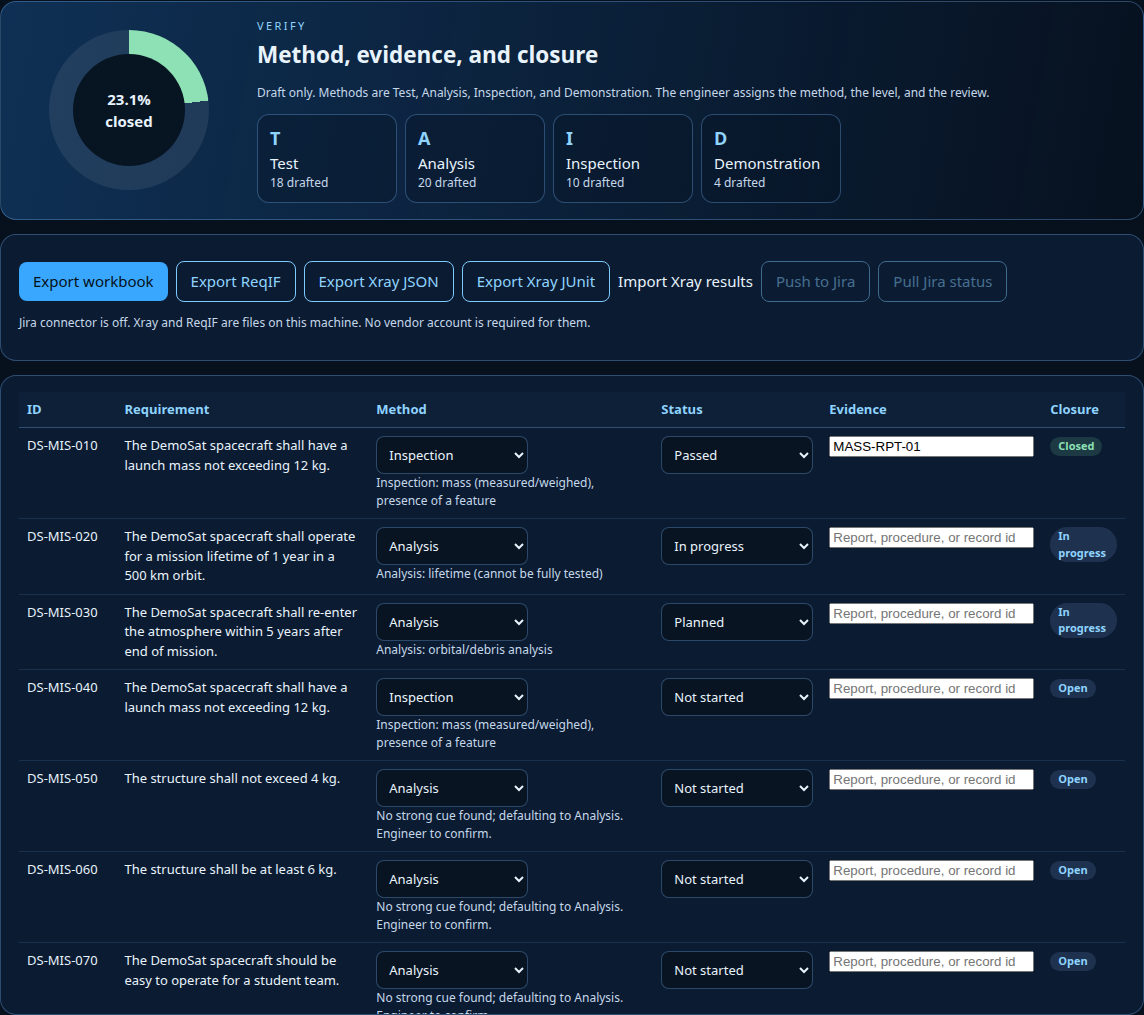 23.1%
closed
VERIFY
Method, evidence, and closure
Draft only. Methods are Test, Analysis, Inspection, and Demonstration. The engineer assigns the method, the level, and the review.
T
Test
18 drafted
A
Analysis
20 drafted
I
Inspection
10 drafted
D
Demonstration
4 drafted
Export workbook
Export ReqIF
Export Xray JSON
Export Xray JUnit
Import Xray results
Push to Jira
Pull Jira status
Jira connector is off. Xray and ReqIF are files on this machine. No vendor account is required for them.
ID
Requirement
Method
Status
Evidence
Closure
DS-MIS-010
The DemoSat spacecraft shall have a
launch mass not exceeding 12 kg.
Inspection
Inspection: mass (measured/weighed),
presence of a feature
Passed
MASS-RPT-01
Closed
DS-MIS-020
The DemoSat spacecraft shall operate
for a mission lifetime of 1 year in a
500 km orbit.
Analysis
Analysis: lifetime (cannot be fully tested)
In progress
Report, procedure, or record id
In
progress
DS-MIS-030
The DemoSat spacecraft shall re-enter
the atmosphere within 5 years after
end of mission.
Analysis
Analysis: orbital/debris analysis
Planned
Report, procedure, or record id
In
progress
DS-MIS-040
The DemoSat spacecraft shall have a
launch mass not exceeding 12 kg.
Inspection
Inspection: mass (measured/weighed),
presence of a feature
Not started
Report, procedure, or record id
Open
DS-MIS-050
The structure shall not exceed 4 kg.
Analysis
No strong cue found; defaulting to Analysis.
Engineer to confirm.
Not started
Report, procedure, or record id
Open
DS-MIS-060
The structure shall be at least 6 kg.
Analysis
No strong cue found; defaulting to Analysis.
Engineer to confirm.
Not started
Report, procedure, or record id
Open
DS-MIS-070
The DemoSat spacecraft should be
easy to operate for a student team.
Analysis
No strong cue found; defaulting to Analysis.
Engineer to confirm.
Not started
Report, procedure, or record id
Open